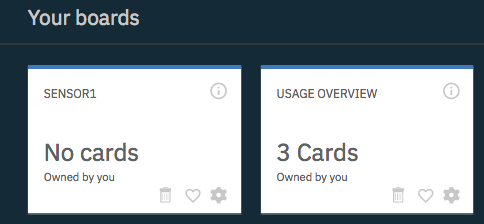 Your boards
SENSOR1
No cards
Owned by you
USAGE OVERVIEW
3 Cards
Owned by you